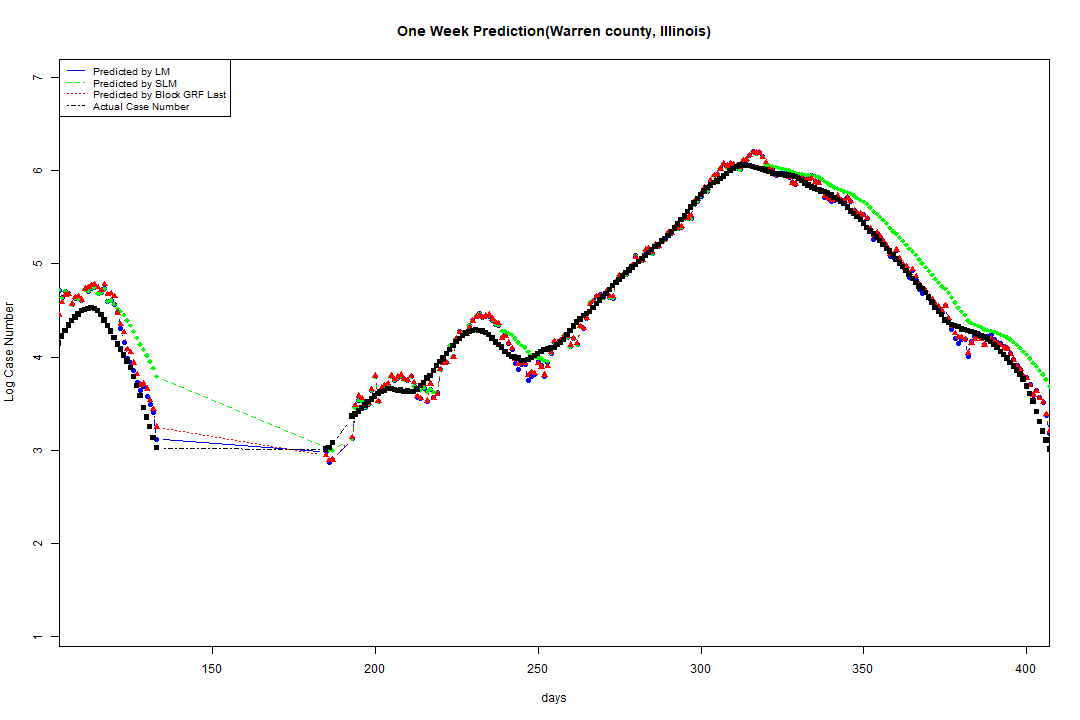 One Week Prediction(Warren county, Illinois)
Predicted by LM
Predicted by SLM
Predicted by Block GRF Last
Actual Case Number
7
6
5
4
3
2
1
Log Case Number
150 200 250 300 350 400
days